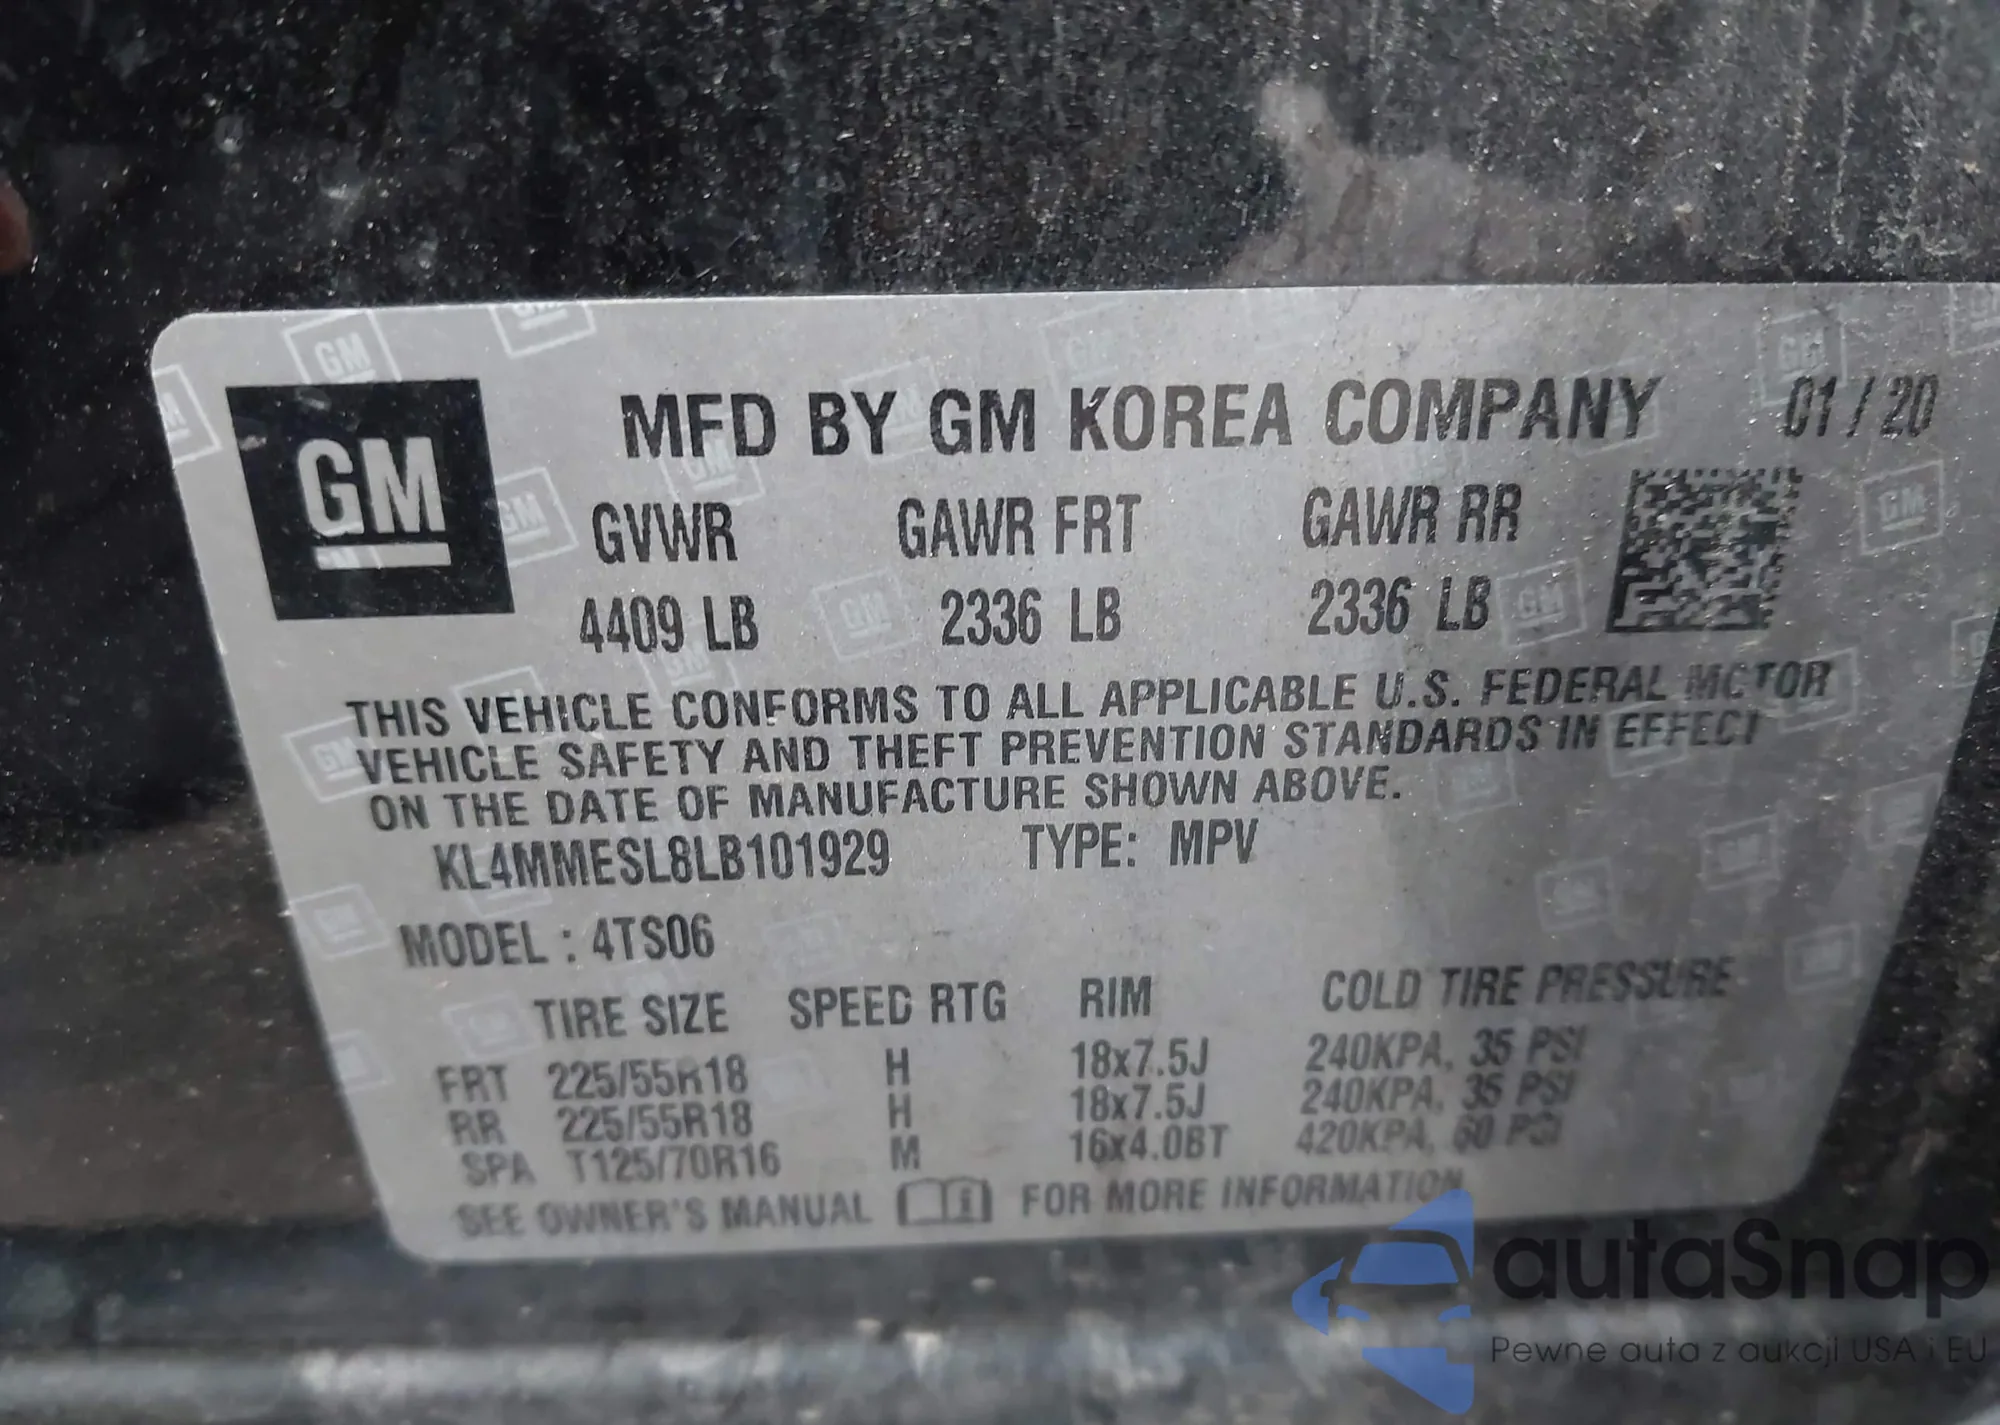 GM
MFD BY GM KOREA COMPANY 01/20
GVWR GAWR FRT GAWR RR
4409 LB 2336 LB 2336 LB
THIS VEHICLE CONFORMS TO ALL APPLICABLE U.S. FEDERAL MOTOR
VEHICLE SAFETY AND THEFT PREVENTION STANDARDS IN EFFECT
ON THE DATE OF MANUFACTURE SHOWN ABOVE.
KL4MMESL8LB101929 TYPE: MPV
MODEL : 4TS06
TIRE SIZE SPEED RTG RIM COLD TIRE PRESSURE
FRT 225/55R18 H 18x7.5J 240KPA, 35 PSI
RR 225/55R18 H 18x7.5J 240KPA, 35 PSI
SPA T125/70R16 M 16x4.0BT 420KPA, 60 PSI
SEE OWNER'S MANUAL FOR MORE INFORMATION
autaSnap
Pewne auta z aukcji USA i EU